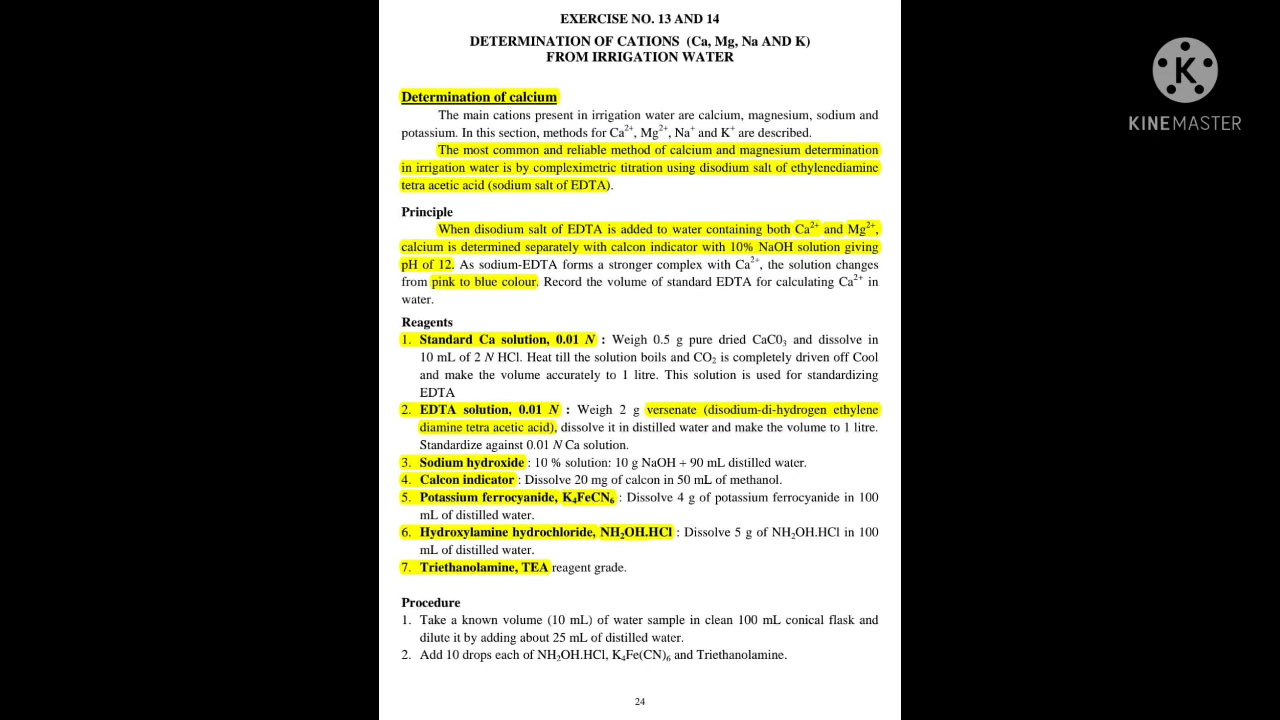 EXERCISE NO. 13 AND 14
DETERMINATION OF CATIONS (Ca, Mg, Na AND K)
FROM IRRIGATION WATER
Determination of calcium
The main cations present in irrigation water are calcium, magnesium, sodium and
potassium. In this section, methods for Ca²⁺, Mg²⁺, Na⁺ and K⁺ are described.
The most common and reliable method of calcium and magnesium determination
in irrigation water is by compleximetric titration using disodium salt of ethylenediamine
tetra acetic acid (sodium salt of EDTA).
Principle
When disodium salt of EDTA is added to water containing both Ca²⁺ and Mg²⁺,
calcium is determined separately with calcon indicator with 10% NaOH solution giving
pH of 12. As sodium-EDTA forms a stronger complex with Ca²⁺, the solution changes
from pink to blue colour. Record the volume of standard EDTA for calculating Ca²⁺ in
water.
Reagents
1. Standard Ca solution, 0.01 N : Weigh 0.5 g pure dried CaC0₃ and dissolve in
10 mL of 2 N HCl. Heat till the solution boils and CO₂ is completely driven off Cool
and make the volume accurately to 1 litre. This solution is used for standardizing
EDTA
2. EDTA solution, 0.01 N : Weigh 2 g versenate (disodium-di-hydrogen ethylene
diamine tetra acetic acid), dissolve it in distilled water and make the volume to 1 litre.
Standardize against 0.01 N Ca solution.
3. Sodium hydroxide : 10 % solution: 10 g NaOH + 90 mL distilled water.
4. Calcon indicator : Dissolve 20 mg of calcon in 50 mL of methanol.
5. Potassium ferrocyanide, K₄FeCN₆ : Dissolve 4 g of potassium ferrocyanide in 100
mL of distilled water.
6. Hydroxylamine hydrochloride, NH₂OH.HCl : Dissolve 5 g of NH₂OH.HCl in 100
mL of distilled water.
7. Triethanolamine, TEA reagent grade.
Procedure
1. Take a known volume (10 mL) of water sample in clean 100 mL conical flask and
dilute it by adding about 25 mL of distilled water.
2. Add 10 drops each of NH₂OH.HCl, K₄Fe(CN)₆ and Triethanolamine.
24
K
KINEMASTER